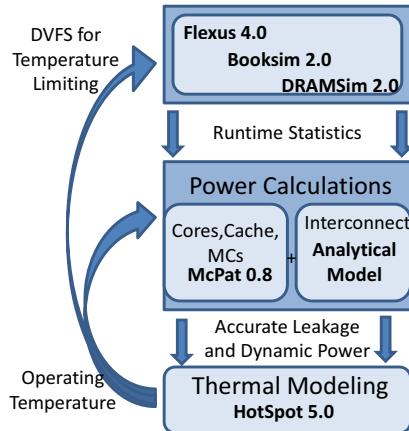 DVFS for
Temperature
Limiting
Flexus 4.0
Booksim 2.0
DRAMSim 2.0
Runtime Statistics
Power Calculations
Cores,Cache,
MCs
McPat 0.8
+
Interconnect
Analytical
Model
Accurate Leakage
and Dynamic Power
Operating
Temperature
Thermal Modeling
HotSpot 5.0